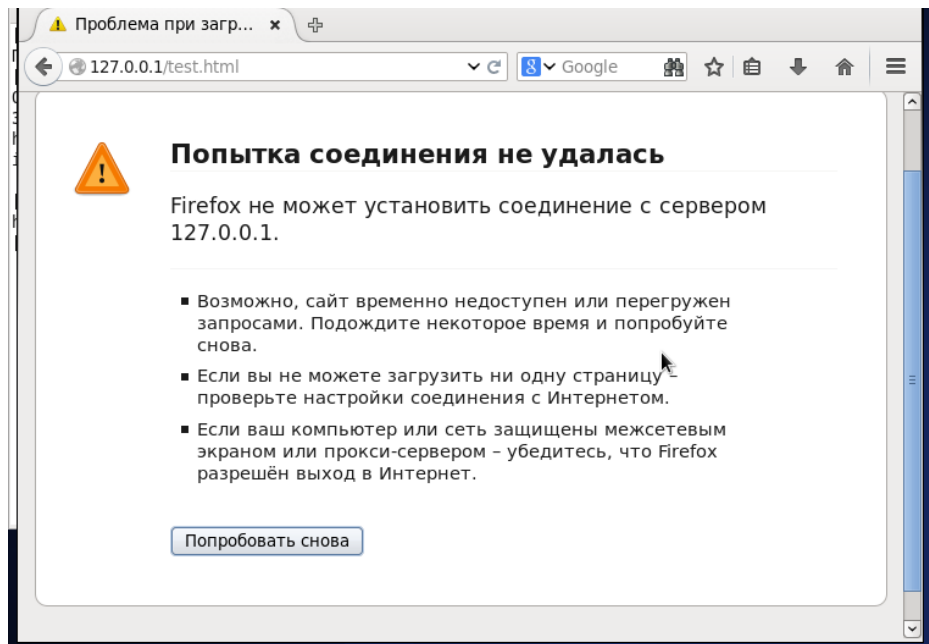 Проблема при загр...
127.0.0.1/test.html
Google
Попытка соединения не удалась
Firefox не может установить соединение с сервером
127.0.0.1.
Возможно, сайт временно недоступен или перегружен
запросами. Подождите некоторое время и попробуйте
снова.
Если вы не можете загрузить ни одну страницу –
проверьте настройки соединения с Интернетом.
Если ваш компьютер или сеть защищены межсетевым
экраном или прокси-сервером – убедитесь, что Firefox
разрешён выход в Интернет.
Попробовать снова